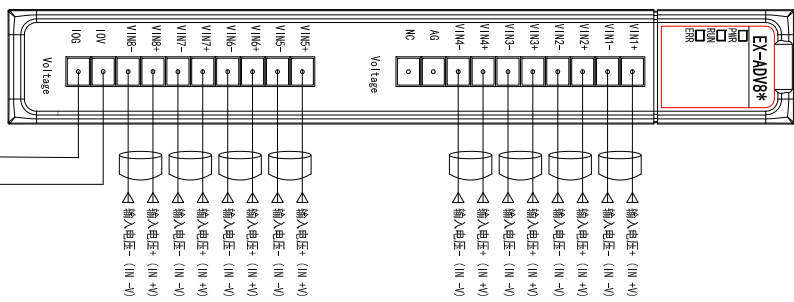 EX-ADV8*
PWR
RUN
ERR
VIN1+ 输入电压+ (IN +V)
VIN1- 输入电压- (IN -V)
VIN2+ 输入电压+ (IN +V)
VIN2- 输入电压- (IN -V)
VIN3+ 输入电压+ (IN +V)
VIN3- 输入电压- (IN -V)
VIN4+ 输入电压+ (IN +V)
VIN4- 输入电压- (IN -V)
AG
NC
Voltage
VIN5+ 输入电压+ (IN +V)
VIN5- 输入电压- (IN -V)
VIN6+ 输入电压+ (IN +V)
VIN6- 输入电压- (IN -V)
VIN7+ 输入电压+ (IN +V)
VIN7- 输入电压- (IN -V)
VIN8+ 输入电压+ (IN +V)
VIN8- 输入电压- (IN -V)
IOV
IOG
Voltage